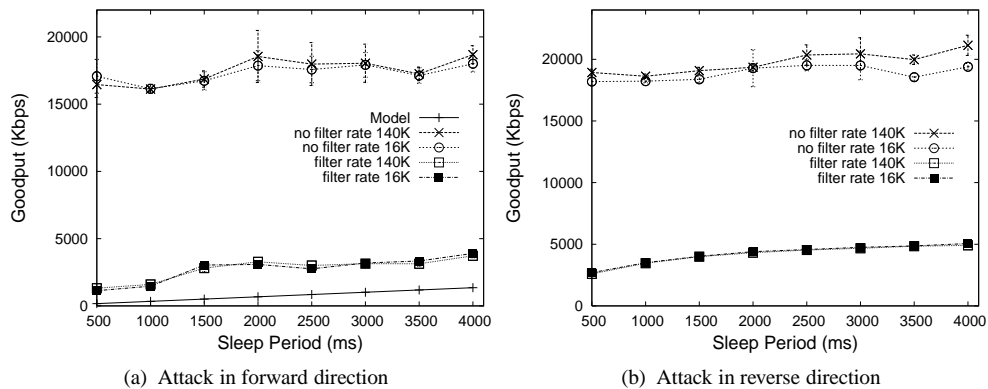 20000
15000
10000
5000
0
Goodput (Kbps)
Model
no filter rate 140K
no filter rate 16K
filter rate 140K
filter rate 16K
500 1000 1500 2000 2500 3000 3500 4000
Sleep Period (ms)
(a) Attack in forward direction
20000
15000
10000
5000
0
Goodput (Kbps)
no filter rate 140K
no filter rate 16K
filter rate 140K
filter rate 16K
500 1000 1500 2000 2500 3000 3500 4000
Sleep Period (ms)
(b) Attack in reverse direction